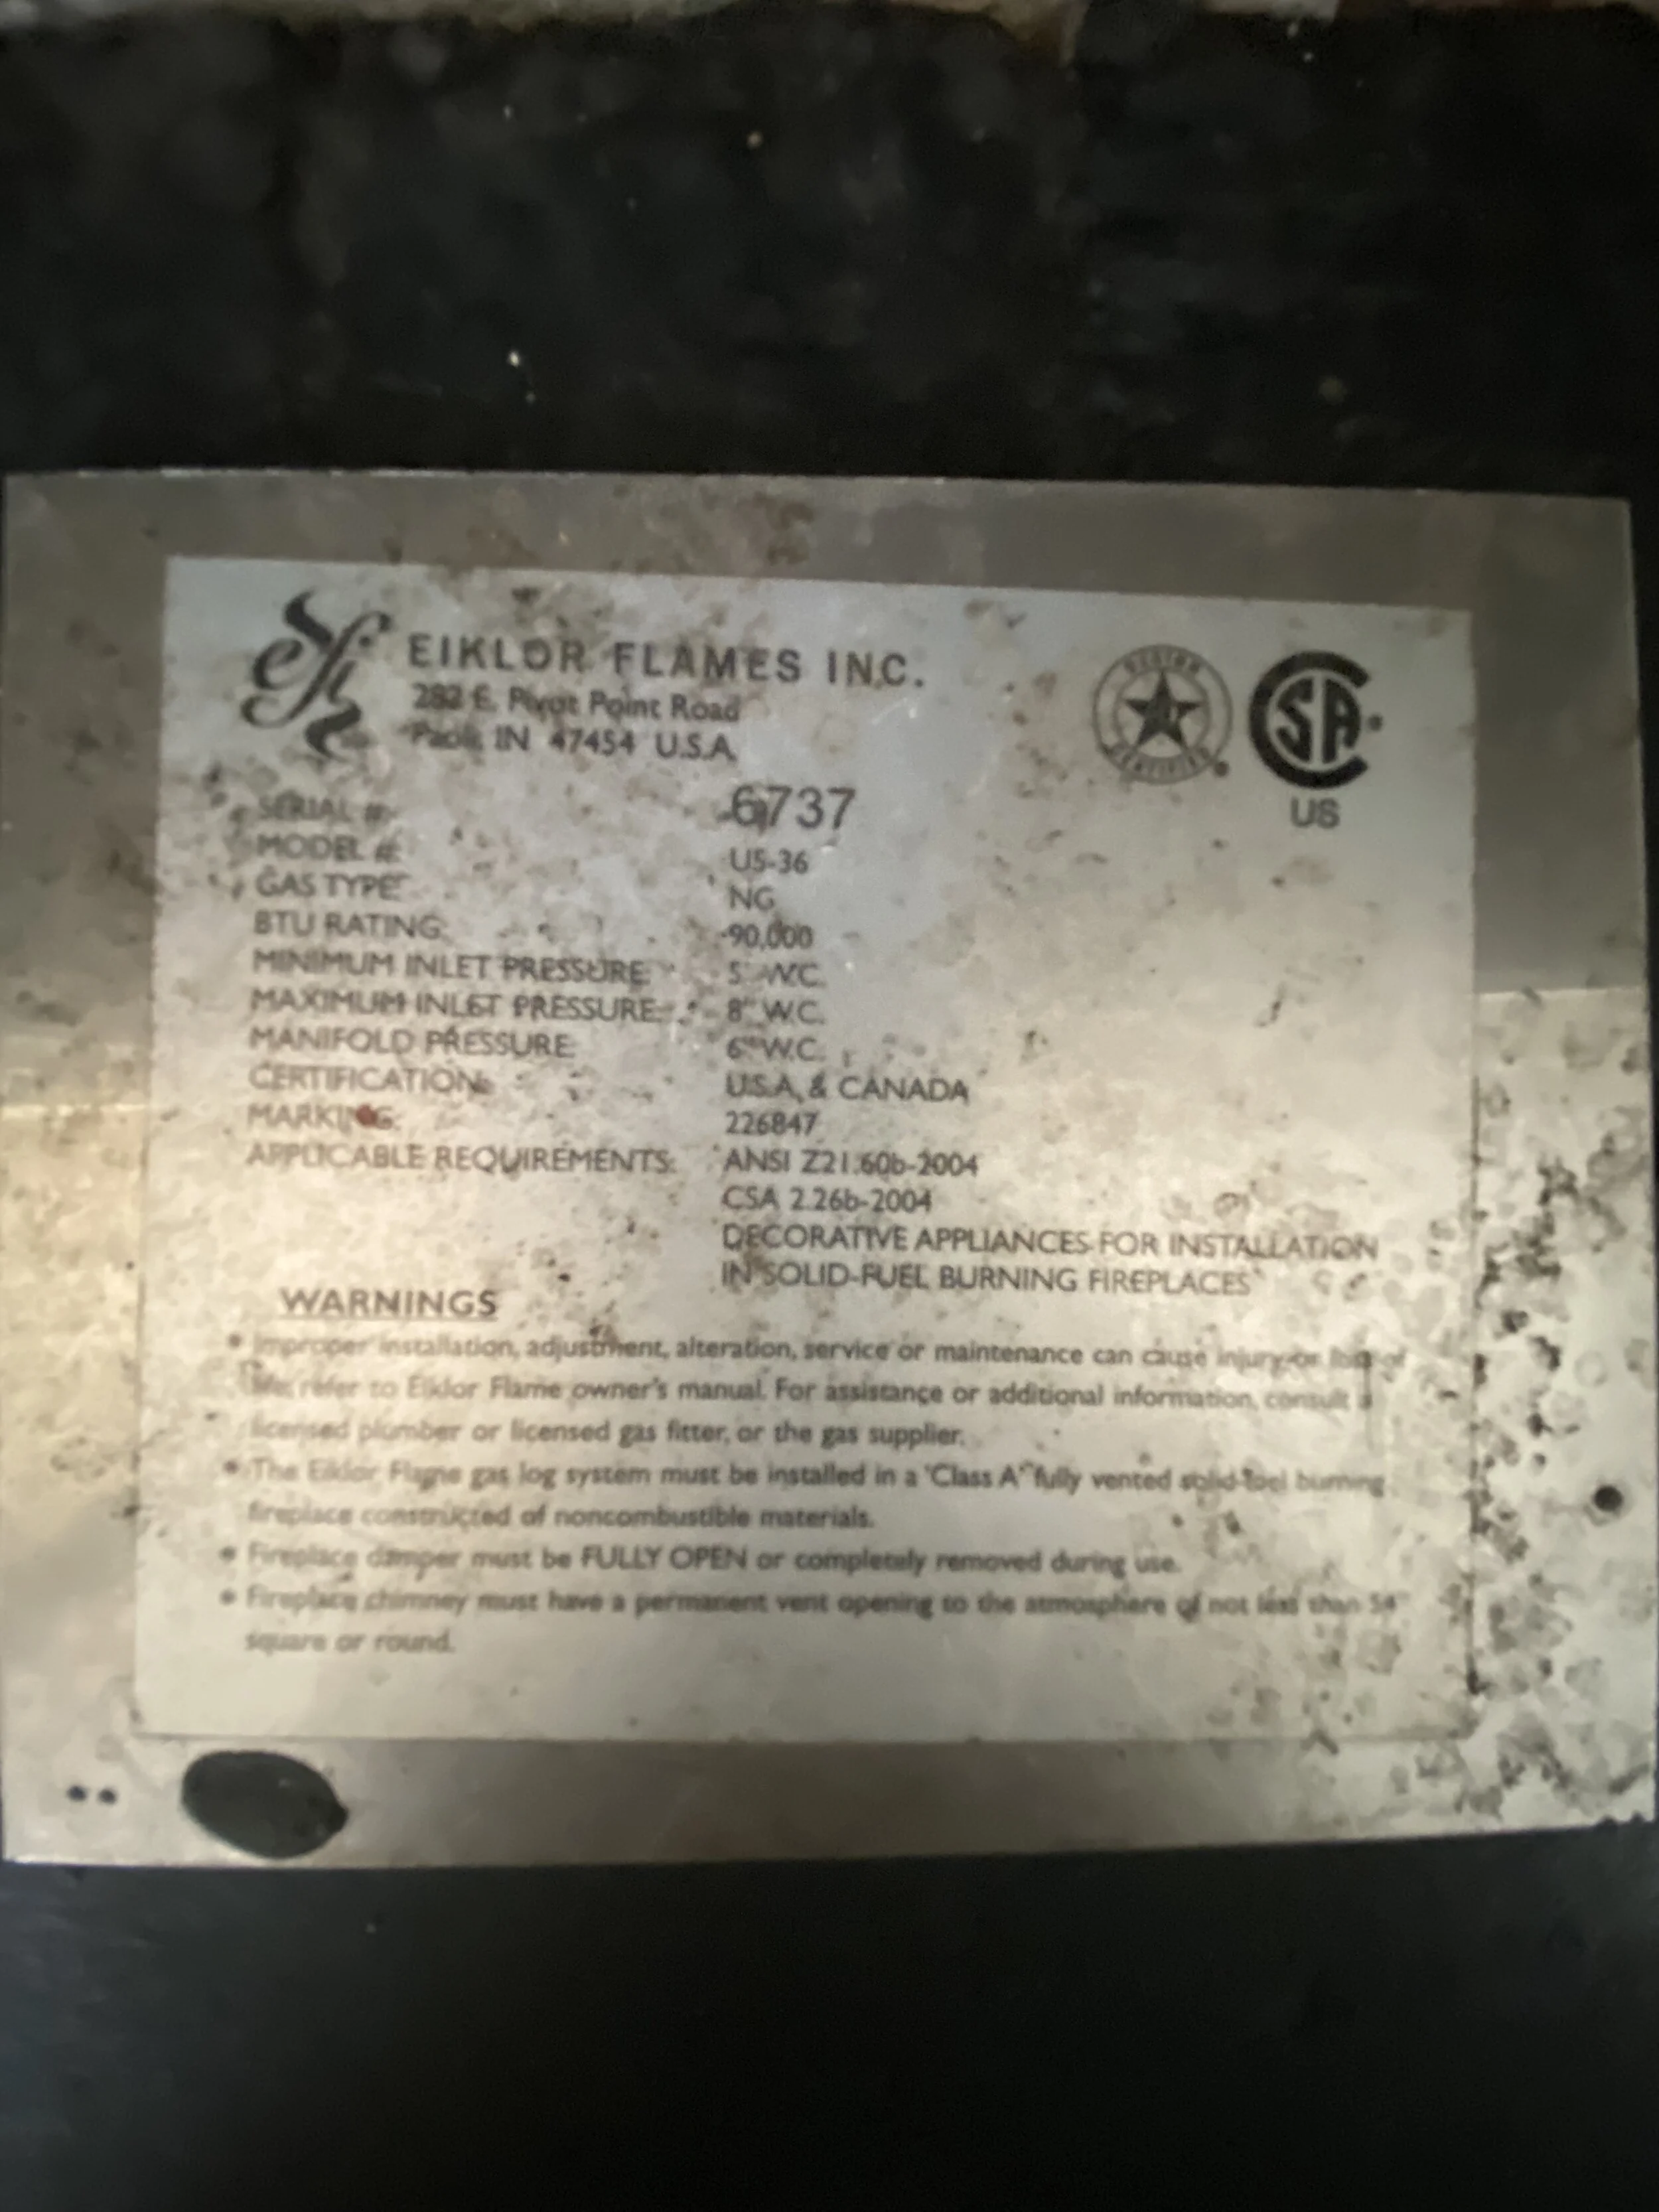 efi EIKLOR FLAMES INC.
282 E. Pivot Point Road
Paoli, IN 47454 U.S.A.
DESIGN CERTIFIED
CSA
US
SERIAL #: 6737
MODEL #: US-36
GAS TYPE NG
BTU RATING: 90,000
MINIMUM INLET PRESSURE: 5" W.C.
MAXIMUM INLET PRESSURE: 8" W.C.
MANIFOLD PRESSURE: 6" W.C.
CERTIFICATION: U.S.A. & CANADA
MARKING: 226847
APPLICABLE REQUIREMENTS: ANSI Z21.60b-2004
CSA 2.26b-2004
DECORATIVE APPLIANCES FOR INSTALLATION
IN SOLID-FUEL BURNING FIREPLACES
WARNINGS
• Improper installation, adjustment, alteration, service or maintenance can cause injury or loss of
life, refer to Eiklor Flame owner's manual. For assistance or additional information, consult a
licensed plumber or licensed gas fitter, or the gas supplier.
• The Eiklor Flame gas log system must be installed in a "Class A" fully vented solid-fuel burning
fireplace constructed of noncombustible materials.
• Fireplace damper must be FULLY OPEN or completely removed during use.
• Fireplace chimney must have a permanent vent opening to the atmosphere of not less than 54"
square or round.